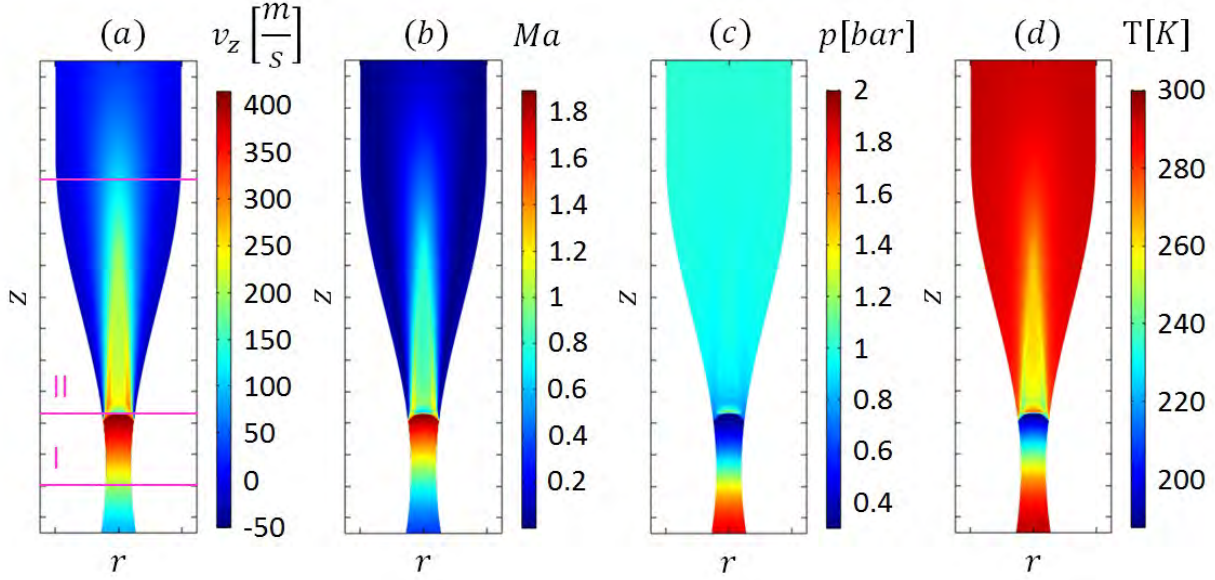 (a) v_z [m/s]
(b) Ma
(c) p[bar]
(d) T[K]
400
350
300
250
200
150
100
50
0
-50
1.8
1.6
1.4
1.2
1
0.8
0.6
0.4
0.2
2
1.8
1.6
1.4
1.2
1
0.8
0.6
0.4
300
280
260
240
220
200
II
I
z
z
z
z
r
r
r
r